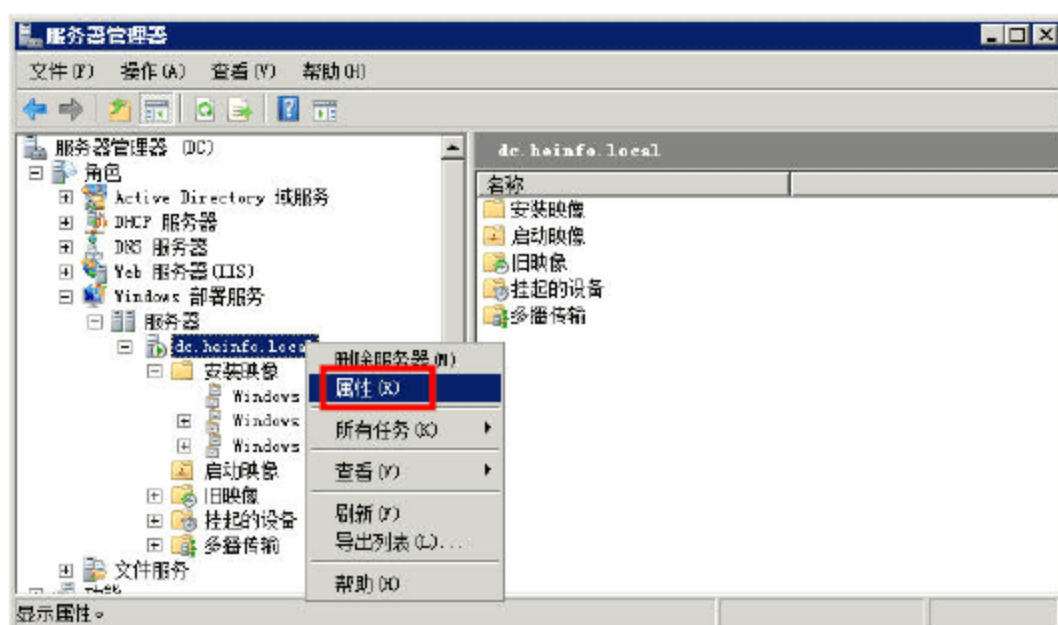 服务器管理器
文件(F) 操作(A) 查看(V) 帮助(H)
服务器管理器 (DC)
角色
Active Directory 域服务
DHCP 服务器
DNS 服务器
Web 服务器(IIS)
Windows 部署服务
服务器
dc.heinfo.local
安装映像
Windows
Windows
Windows
启动映像
旧映像
挂起的设备
多播传输
文件服务
功能
删除服务器(M)
属性(R)
所有任务(K)
查看(V)
刷新(F)
导出列表(L)...
帮助(H)
dc.heinfo.local
名称
安装映像
启动映像
旧映像
挂起的设备
多播传输
显示属性。